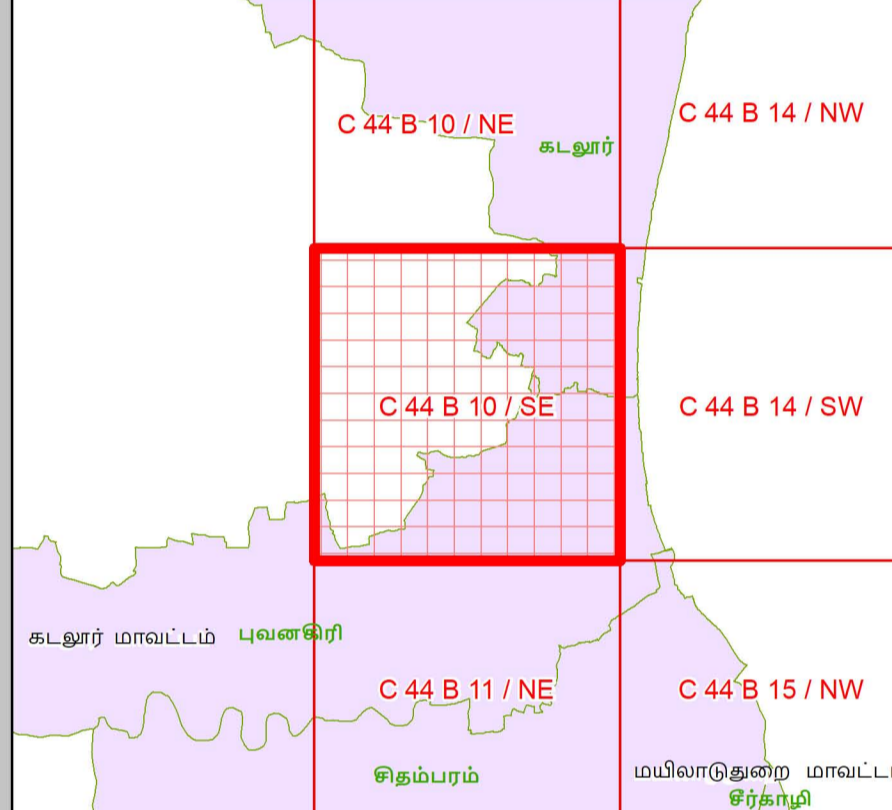 C 44 B 10 / NE
C 44 B 14 / NW
கடலூர்
C 44 B 10 / SE
C 44 B 14 / SW
கடலூர் மாவட்டம்
புவனகிரி
C 44 B 11 / NE
C 44 B 15 / NW
சிதம்பரம்
மயிலாடுதுறை
சீர்காழி